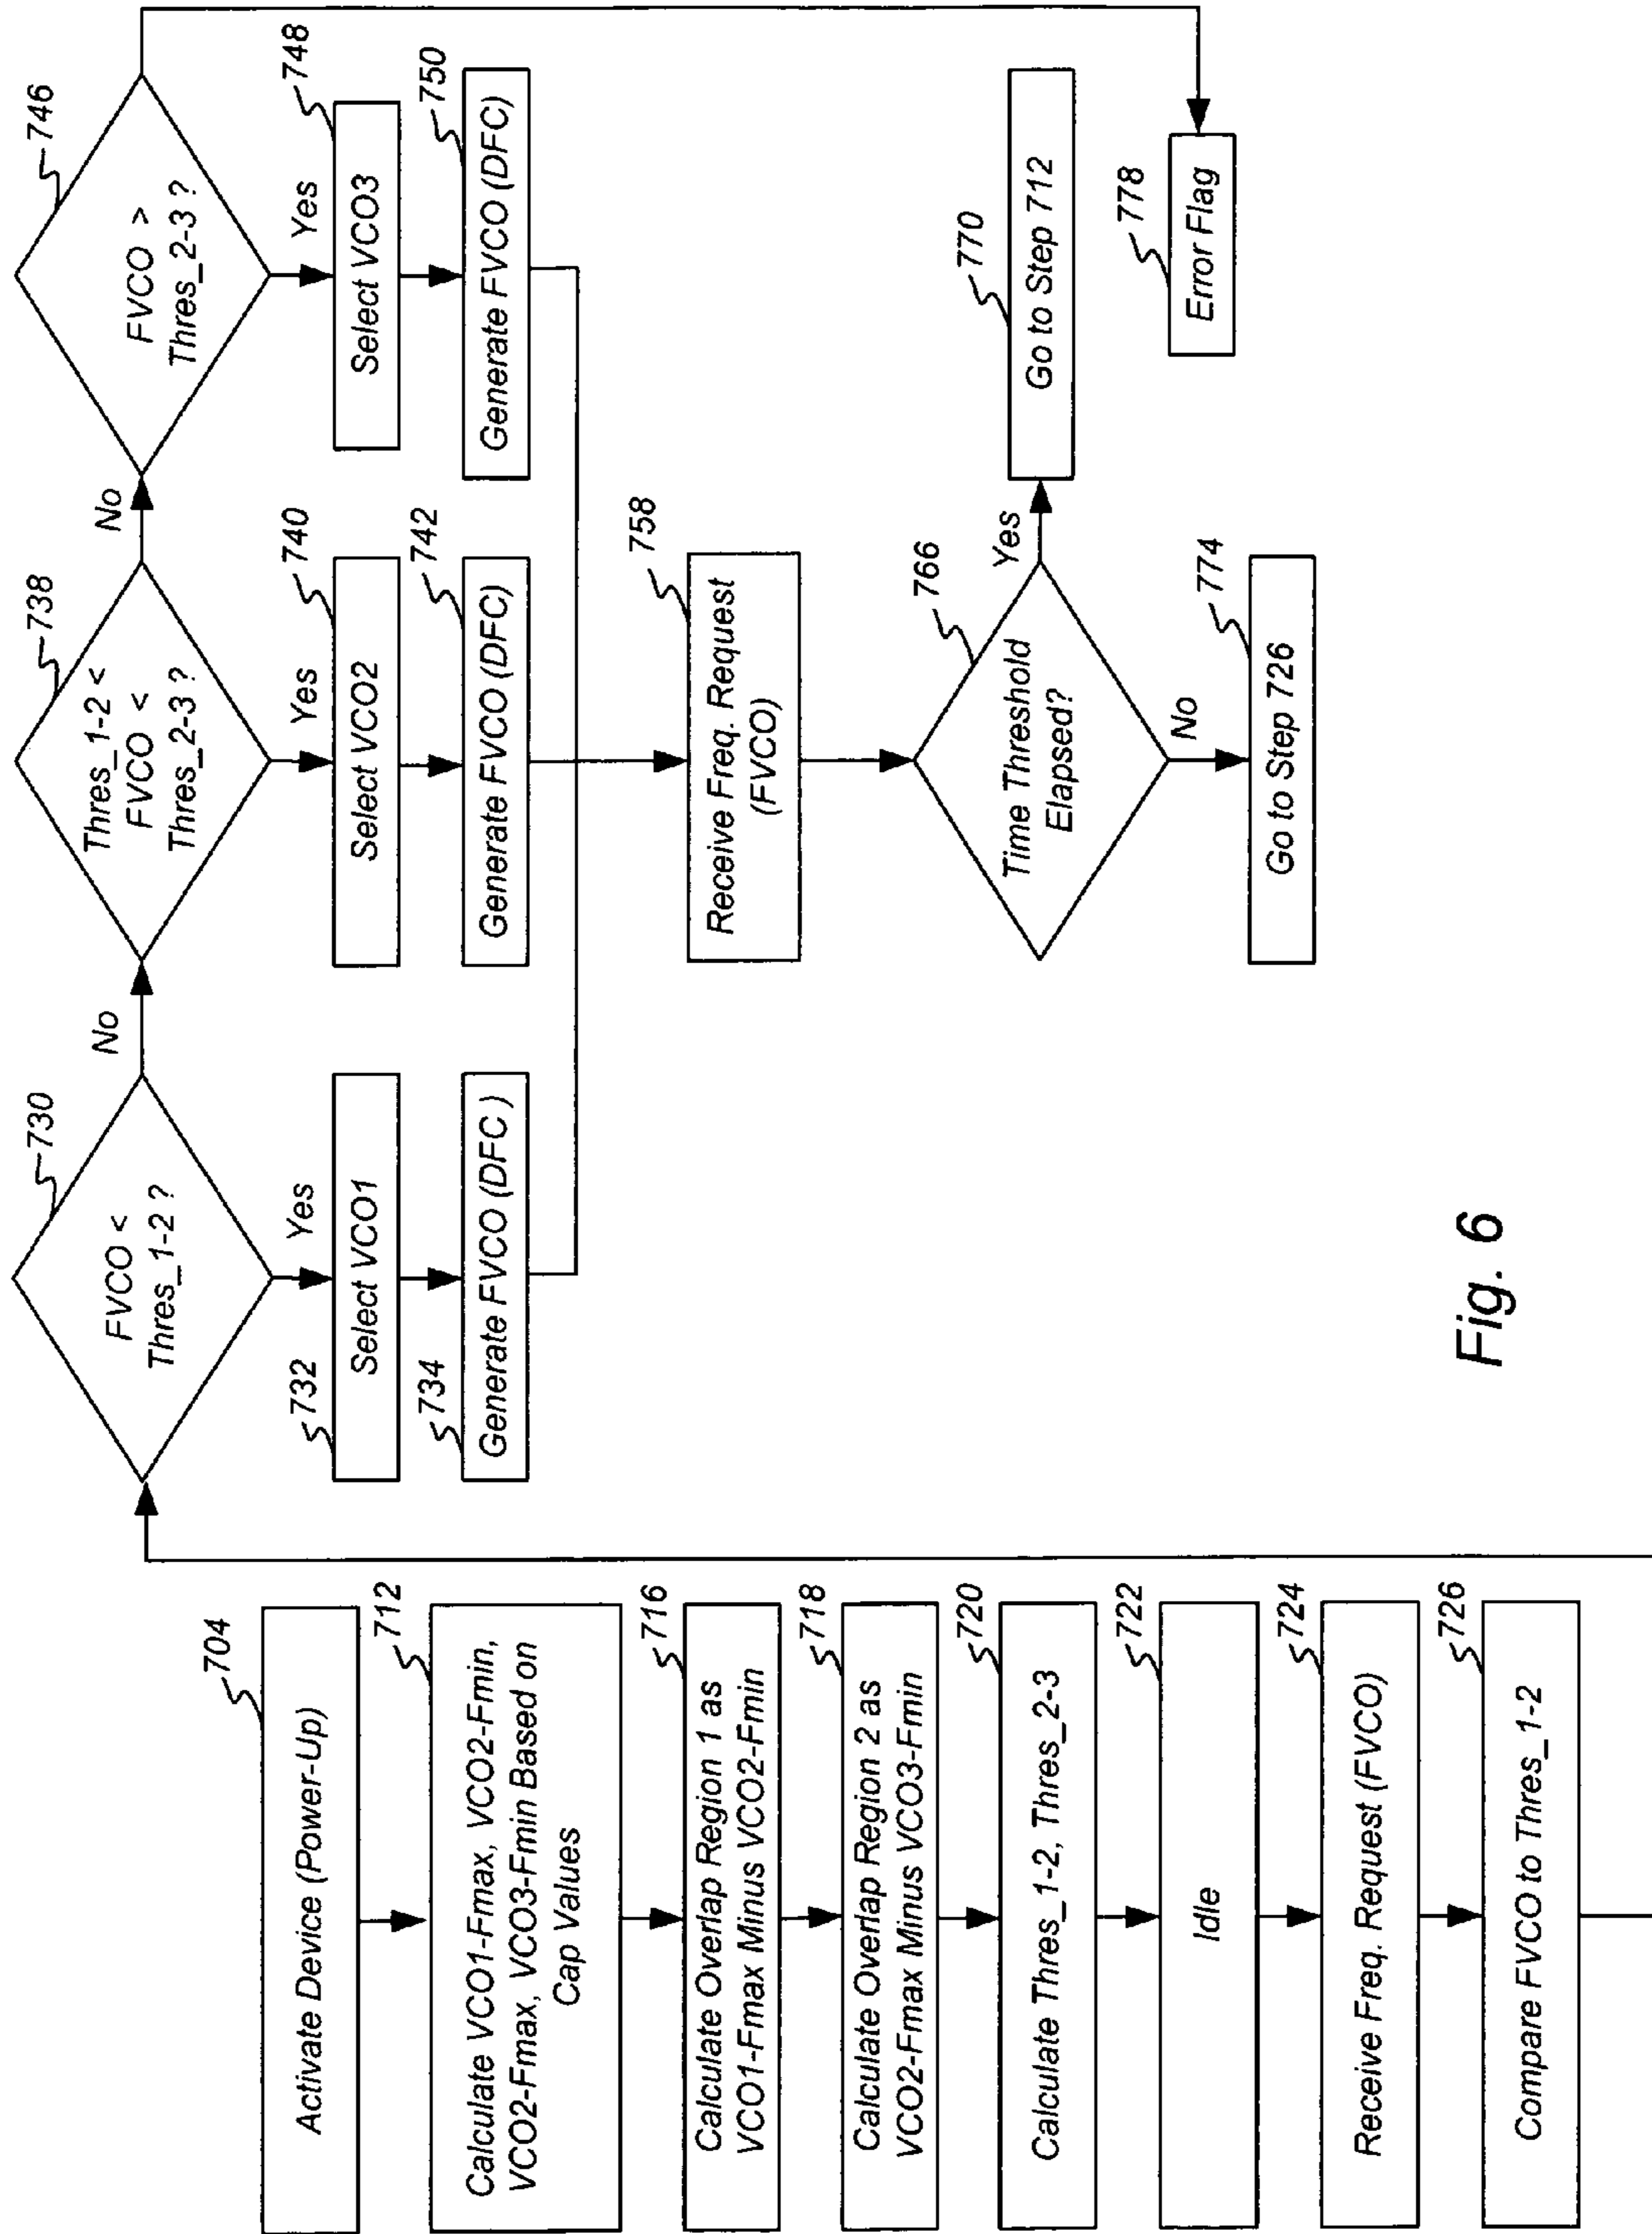 704
Activate Device (Power-Up)
712
Calculate VCO1-Fmax, VCO2-Fmin,
VCO2-Fmax, VCO3-Fmin Based on
Cap Values
716
Calculate Overlap Region 1 as
VCO1-Fmax Minus VCO2-Fmin
718
Calculate Overlap Region 2 as
VCO2-Fmax Minus VCO3-Fmin
720
Calculate Thres_1-2, Thres_2-3
722
Idle
724
Receive Freq. Request (FVCO)
726
Compare FVCO to Thres_1-2
730
FVCO <
Thres_1-2 ?
No
Yes
732
Select VCO1
734
Generate FVCO (DFC )
738
Thres_1-2 <
FVCO <
Thres_2-3 ?
No
Yes
740
Select VCO2
742
Generate FVCO (DFC)
746
FVCO >
Thres_2-3 ?
Yes
748
Select VCO3
750
Generate FVCO (DFC)
758
Receive Freq. Request
(FVCO)
766
Time Threshold
Elapsed?
Yes
770
Go to Step 712
No
774
Go to Step 726
778
Error Flag
Fig. 6